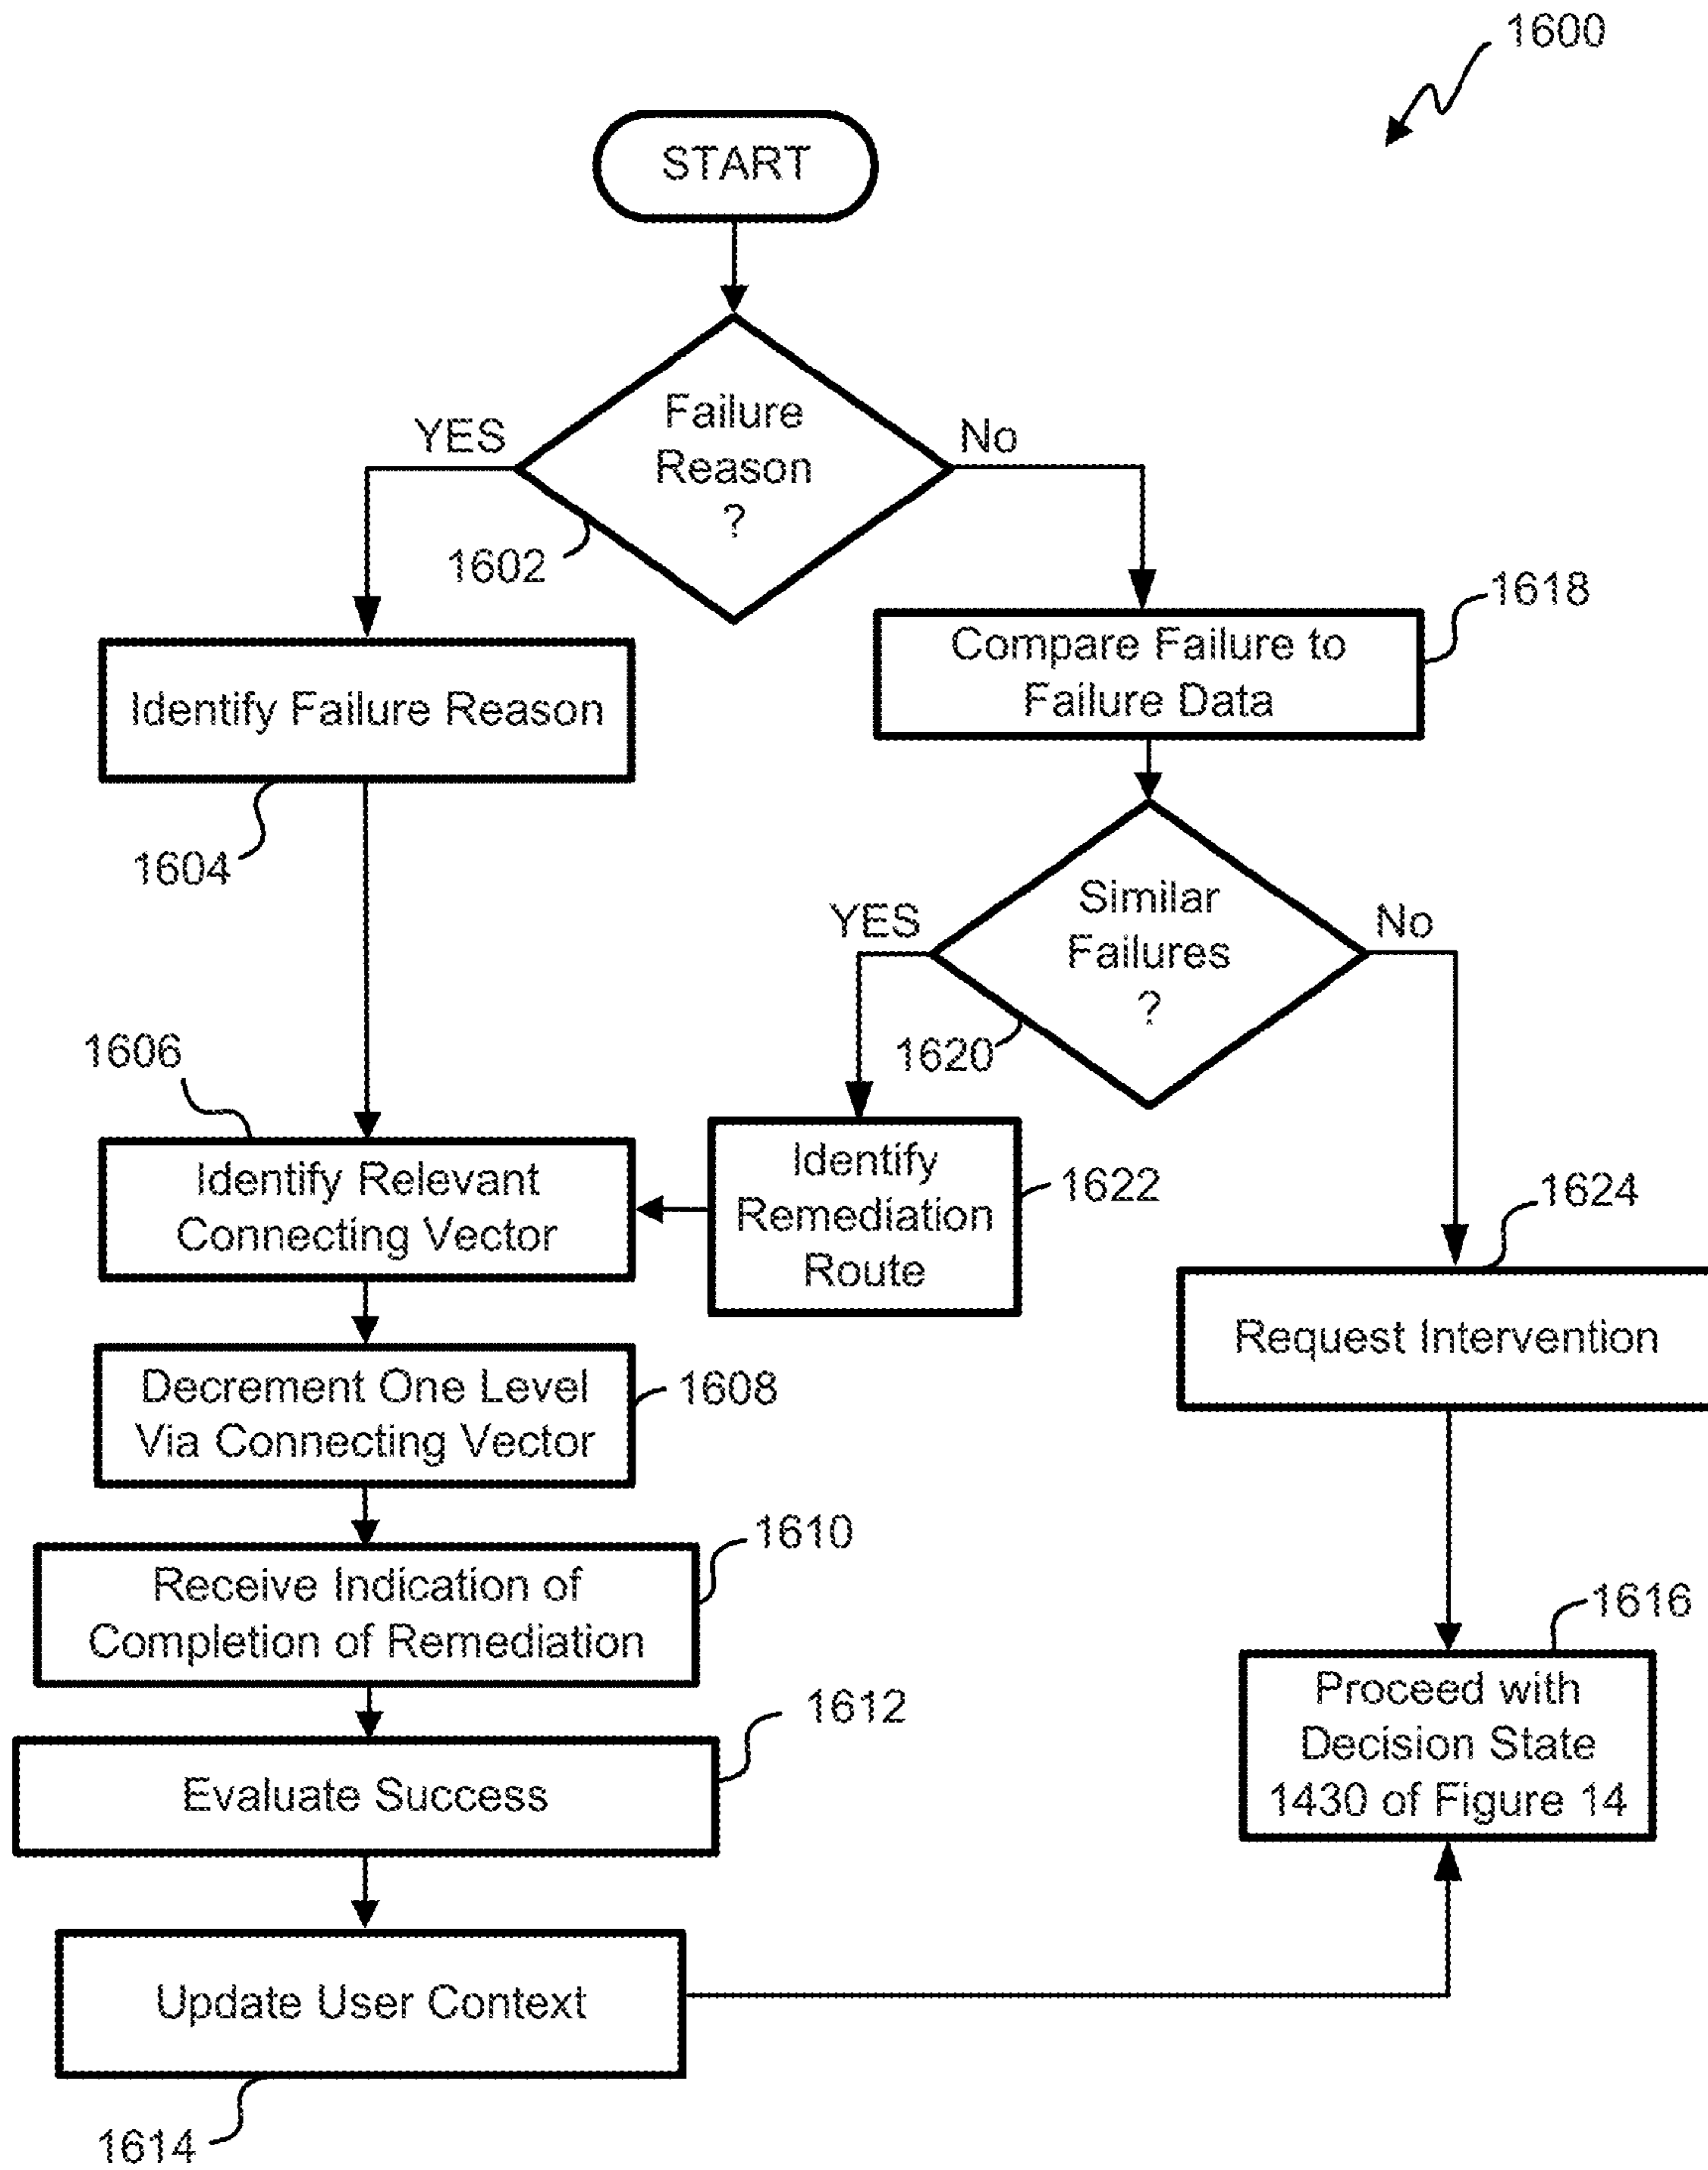 1600
START
Failure
Reason
?
YES
No
1602
1618
Compare Failure to
Failure Data
Identify Failure Reason
1604
Similar
Failures
?
YES
No
1620
1606
Identify Relevant
Connecting Vector
Identify
Remediation
Route
1622
1624
Request Intervention
Decrement One Level
Via Connecting Vector
1608
1610
Receive Indication of
Completion of Remediation
1616
Proceed with
Decision State
1430 of Figure 14
1612
Evaluate Success
Update User Context
1614